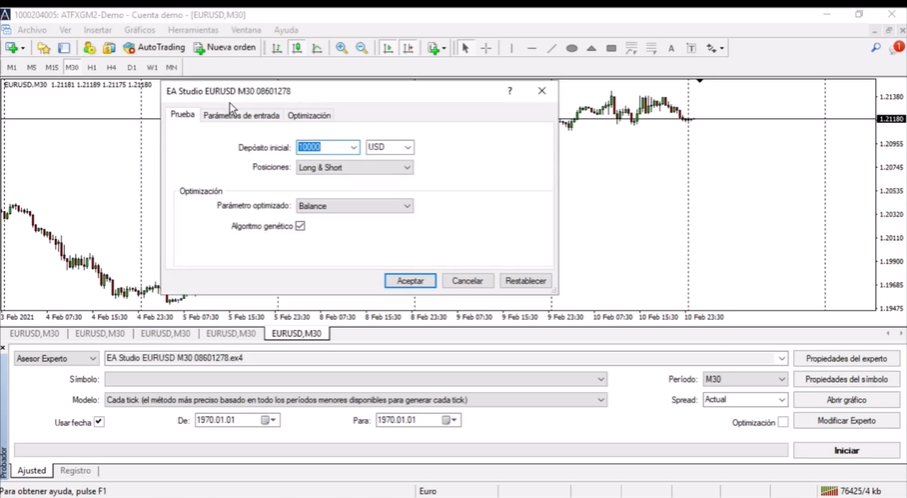 1000204005: ATFXGM2-Demo - Cuenta demo - [EURUSD,M30]
Archivo Ver Insertar Gráficos Herramientas Ventana Ayuda
AutoTrading Nueva orden
1
M1 M5 M15 M30 H1 H4 D1 W1 MN
EURUSD,M30 1.21181 1.21189 1.21175 1.21180
EA Studio EURUSD M30 08601278 ?
Prueba Parámetros de entrada Optimización
Depósito inicial: 10000 USD
Posiciones: Long & Short
Optimización
Parámetro optimizado: Balance
Algoritmo genético
Aceptar Cancelar Restablecer
1.21380
1.21180
1.20955
1.20745
1.20535
1.20320
1.20110
1.19900
1.19685
1.19475
3 Feb 2021 4 Feb 07:30 4 Feb 15:30 4 Feb 23:30 5 Feb 07:30 5 Feb 15:30 5 Feb 23:30 8 Feb 07:30 8 Feb 15:30 8 Feb 23:30 9 Feb 07:30 9 Feb 15:30 9 Feb 23:30 10 Feb 07:30 10 Feb 15:30 10 Feb 23:30
EURUSD,M30 EURUSD,M30 EURUSD,M30 EURUSD,M30 EURUSD,M30
Asesor Experto EA Studio EURUSD M30 08601278.ex4 Propiedades del experto
Símbolo: Período: M30 Propiedades del símbolo
Modelo: Cada tick (el método más preciso basado en todo los períodos menores disponibles para generar cada tick) Spread: Actual Abrir gráfico
Usar fecha De: 1970.01.01 Para: 1970.01.01 Optimización Modificar Experto
Iniciar
Probador
Ajusted Registro
Para obtener ayuda, pulse F1 Euro 76425/4 kb